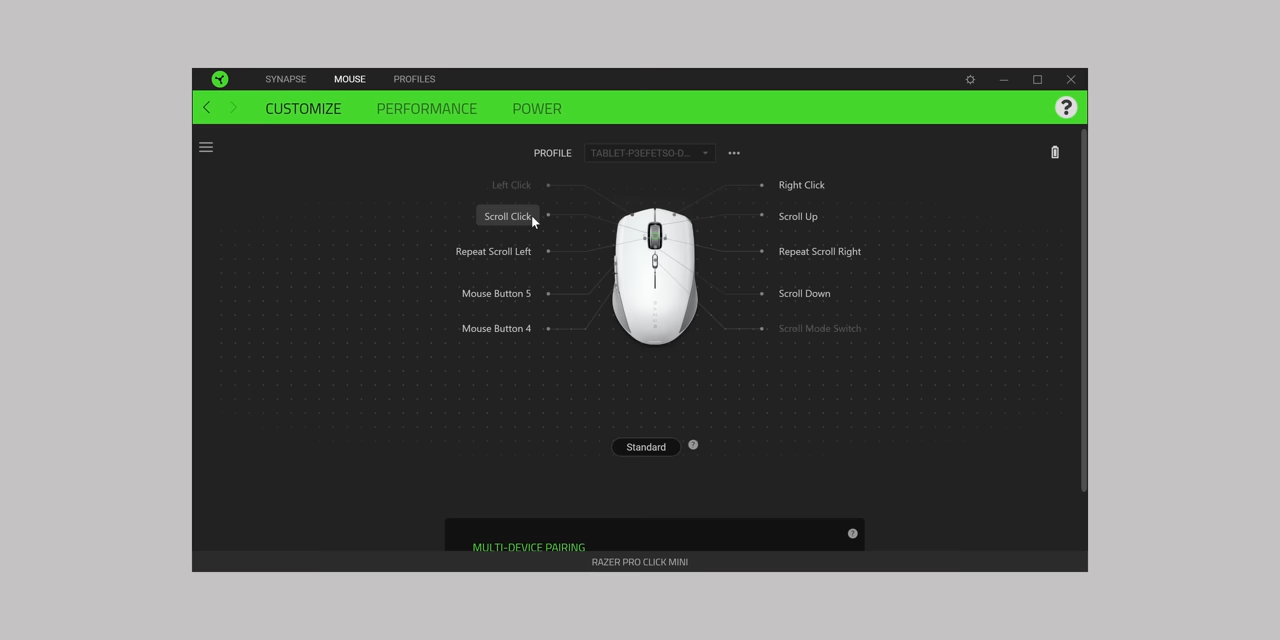 SYNAPSE MOUSE PROFILES
CUSTOMIZE PERFORMANCE POWER ?
PROFILE TABLET-P3EFETSO-D... •••
Left Click Right Click
Scroll Click Scroll Up
Repeat Scroll Left Repeat Scroll Right
Mouse Button 5 Scroll Down
Mouse Button 4 Scroll Mode Switch
Standard ?
?
MULTI-DEVICE PAIRING
RAZER PRO CLICK MINI